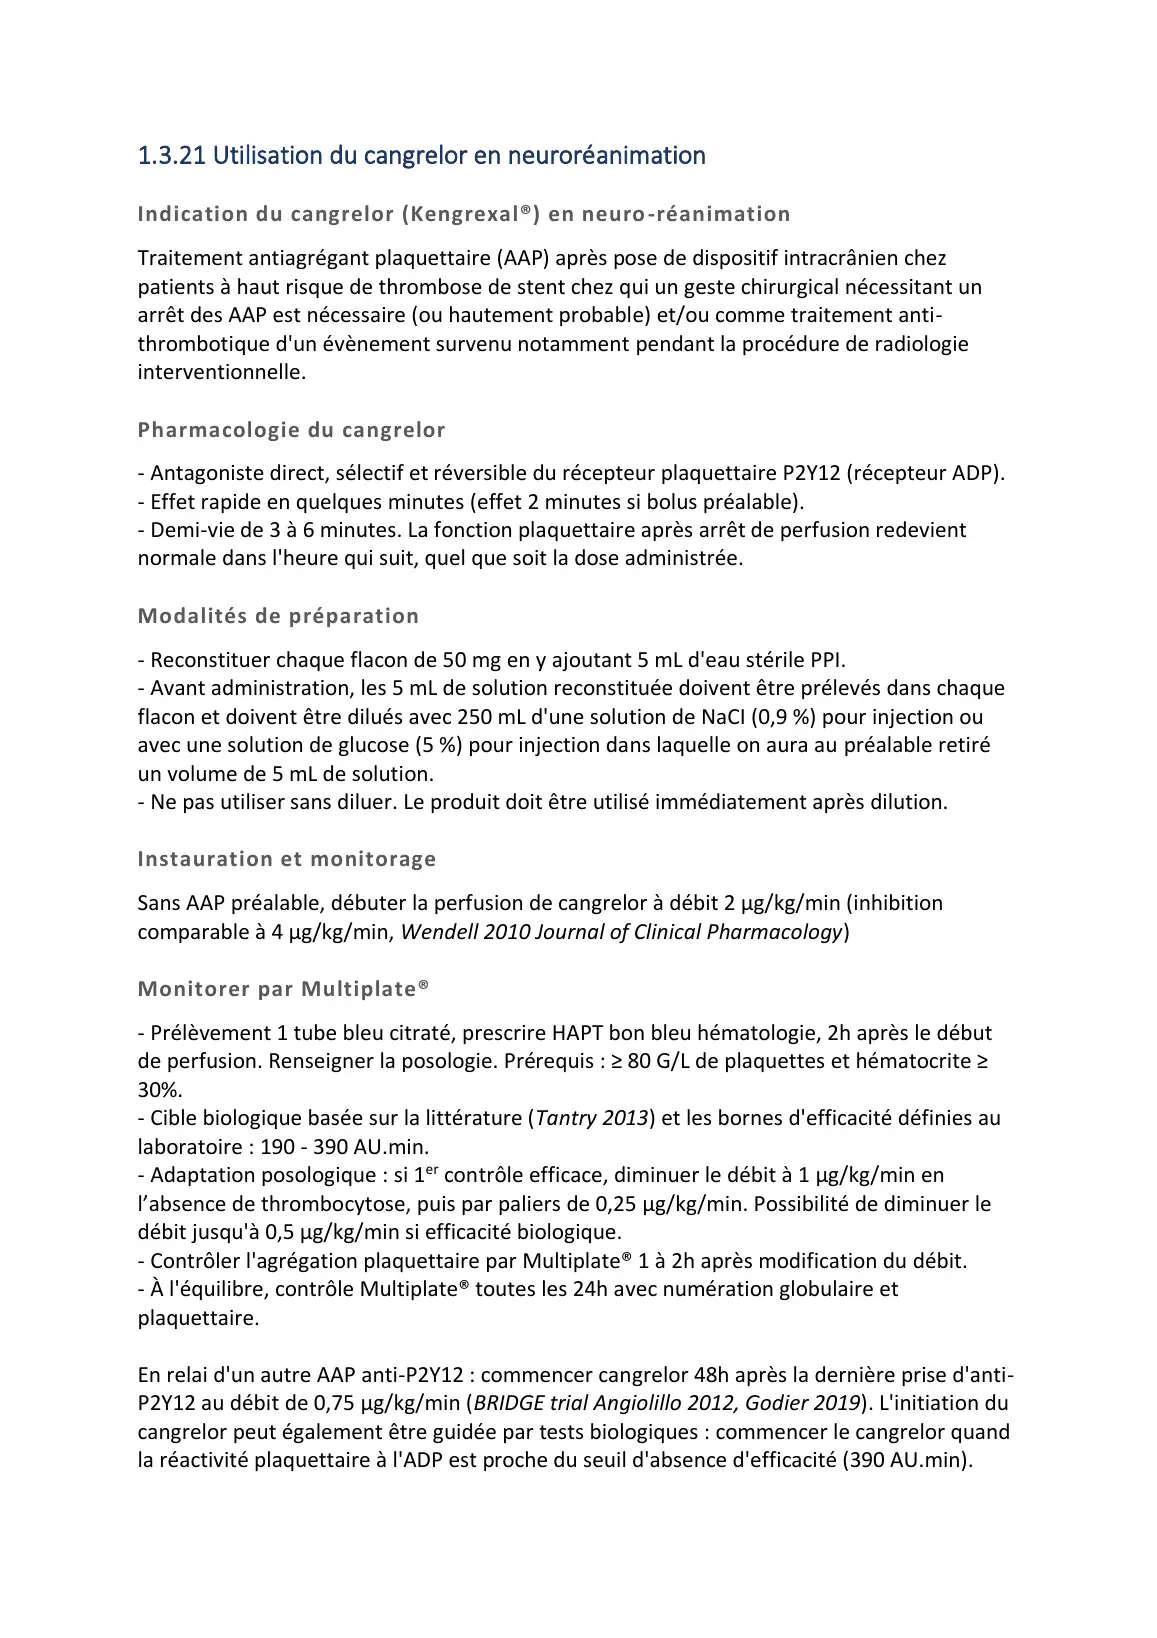 1.3.21 Utilisation du cangrelor en neuroréanimation
Indication du cangrelor (Kengrexal®) en neuro-réanimation
Traitement antiagrégant plaquettaire (AAP) après pose de dispositif intracrânien chez
patients à haut risque de thrombose de stent chez qui un geste chirurgical nécessitant un
arrêt des AAP est nécessaire (ou hautement probable) et/ou comme traitement anti-
thrombotique d'un évènement survenu notamment pendant la procédure de radiologie
interventionnelle.
Pharmacologie du cangrelor
- Antagoniste direct, sélectif et réversible du récepteur plaquettaire P2Y12 (récepteur ADP).
- Effet rapide en quelques minutes (effet 2 minutes si bolus préalable).
- Demi-vie de 3 à 6 minutes. La fonction plaquettaire après arrêt de perfusion redevient
normale dans l'heure qui suit, quel que soit la dose administrée.
Modalités de préparation
- Reconstituer chaque flacon de 50 mg en y ajoutant 5 mL d'eau stérile PPI.
- Avant administration, les 5 mL de solution reconstituée doivent être prélevés dans chaque
flacon et doivent être dilués avec 250 mL d'une solution de NaCl (0,9 %) pour injection ou
avec une solution de glucose (5 %) pour injection dans laquelle on aura au préalable retiré
un volume de 5 mL de solution.
- Ne pas utiliser sans diluer. Le produit doit être utilisé immédiatement après dilution.
Instauration et monitorage
Sans AAP préalable, débuter la perfusion de cangrelor à débit 2 µg/kg/min (inhibition
comparable à 4 µg/kg/min, Wendell 2010 Journal of Clinical Pharmacology)
Monitorer par Multiplate®
- Prélèvement 1 tube bleu citraté, prescrire HAPT bon bleu hématologie, 2h après le début
de perfusion. Renseigner la posologie. Prérequis : ≥ 80 G/L de plaquettes et hématocrite ≥
30%.
- Cible biologique basée sur la littérature (Tantry 2013) et les bornes d'efficacité définies au
laboratoire : 190 - 390 AU.min.
- Adaptation posologique : si 1er contrôle efficace, diminuer le débit à 1 µg/kg/min en
l’absence de thrombocytose, puis par paliers de 0,25 µg/kg/min. Possibilité de diminuer le
débit jusqu'à 0,5 µg/kg/min si efficacité biologique.
- Contrôler l'agrégation plaquettaire par Multiplate® 1 à 2h après modification du débit.
- À l'équilibre, contrôle Multiplate® toutes les 24h avec numération globulaire et
plaquettaire.
En relai d'un autre AAP anti-P2Y12 : commencer cangrelor 48h après la dernière prise d'anti-
P2Y12 au débit de 0,75 µg/kg/min (BRIDGE trial Angiolillo 2012, Godier 2019). L'initiation du
cangrelor peut également être guidée par tests biologiques : commencer le cangrelor quand
la réactivité plaquettaire à l'ADP est proche du seuil d'absence d'efficacité (390 AU.min).